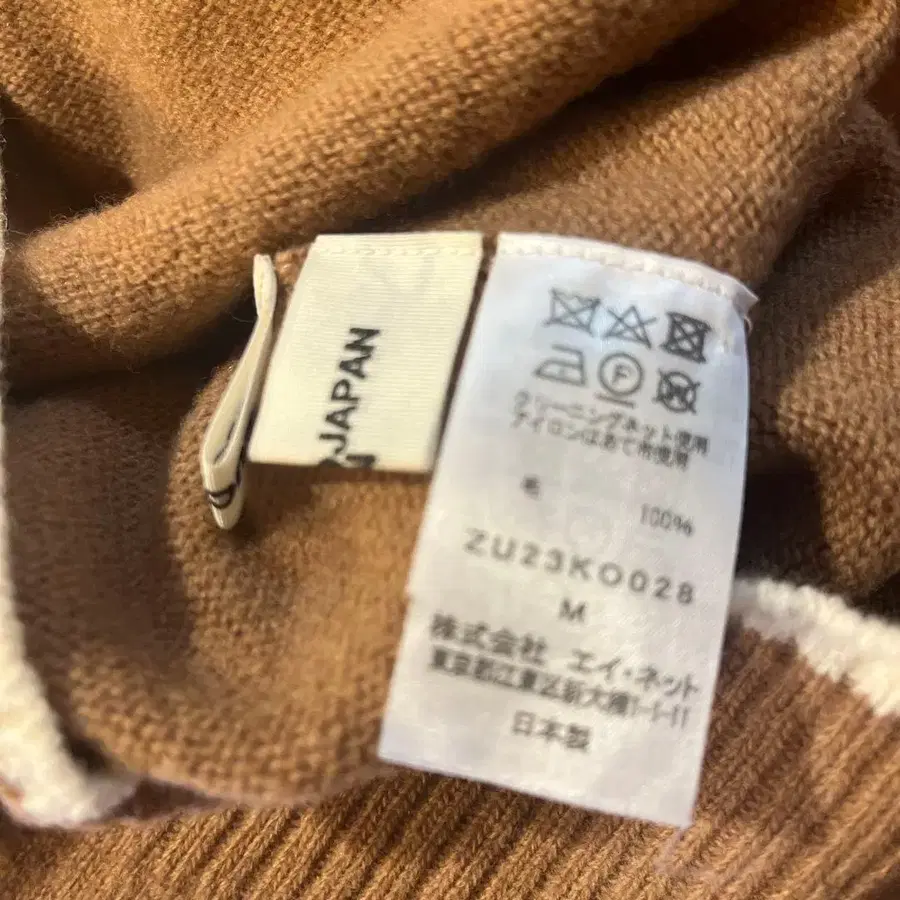 JAPAN
N
F
クリーニングネット使用
アイロンはあて布使用
毛 100%
ZU23KO028
M
株式会社 エイ・ネット
東京都江東区新大橋1-1-11
日本製